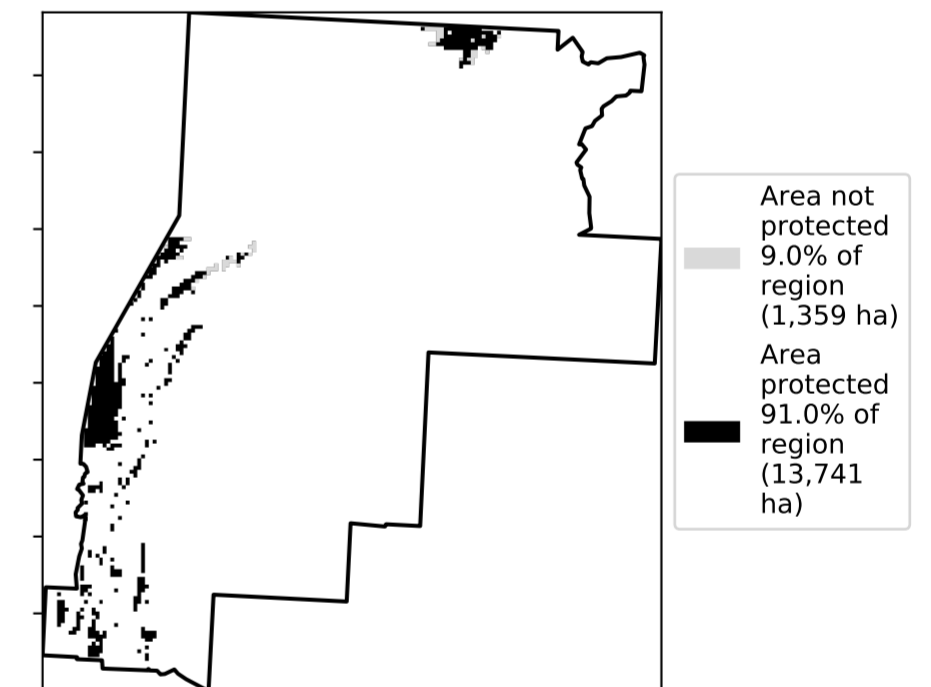 Area not
protected
9.0% of
region
(1,359 ha)
Area
protected
91.0% of
region
(13,741
ha)